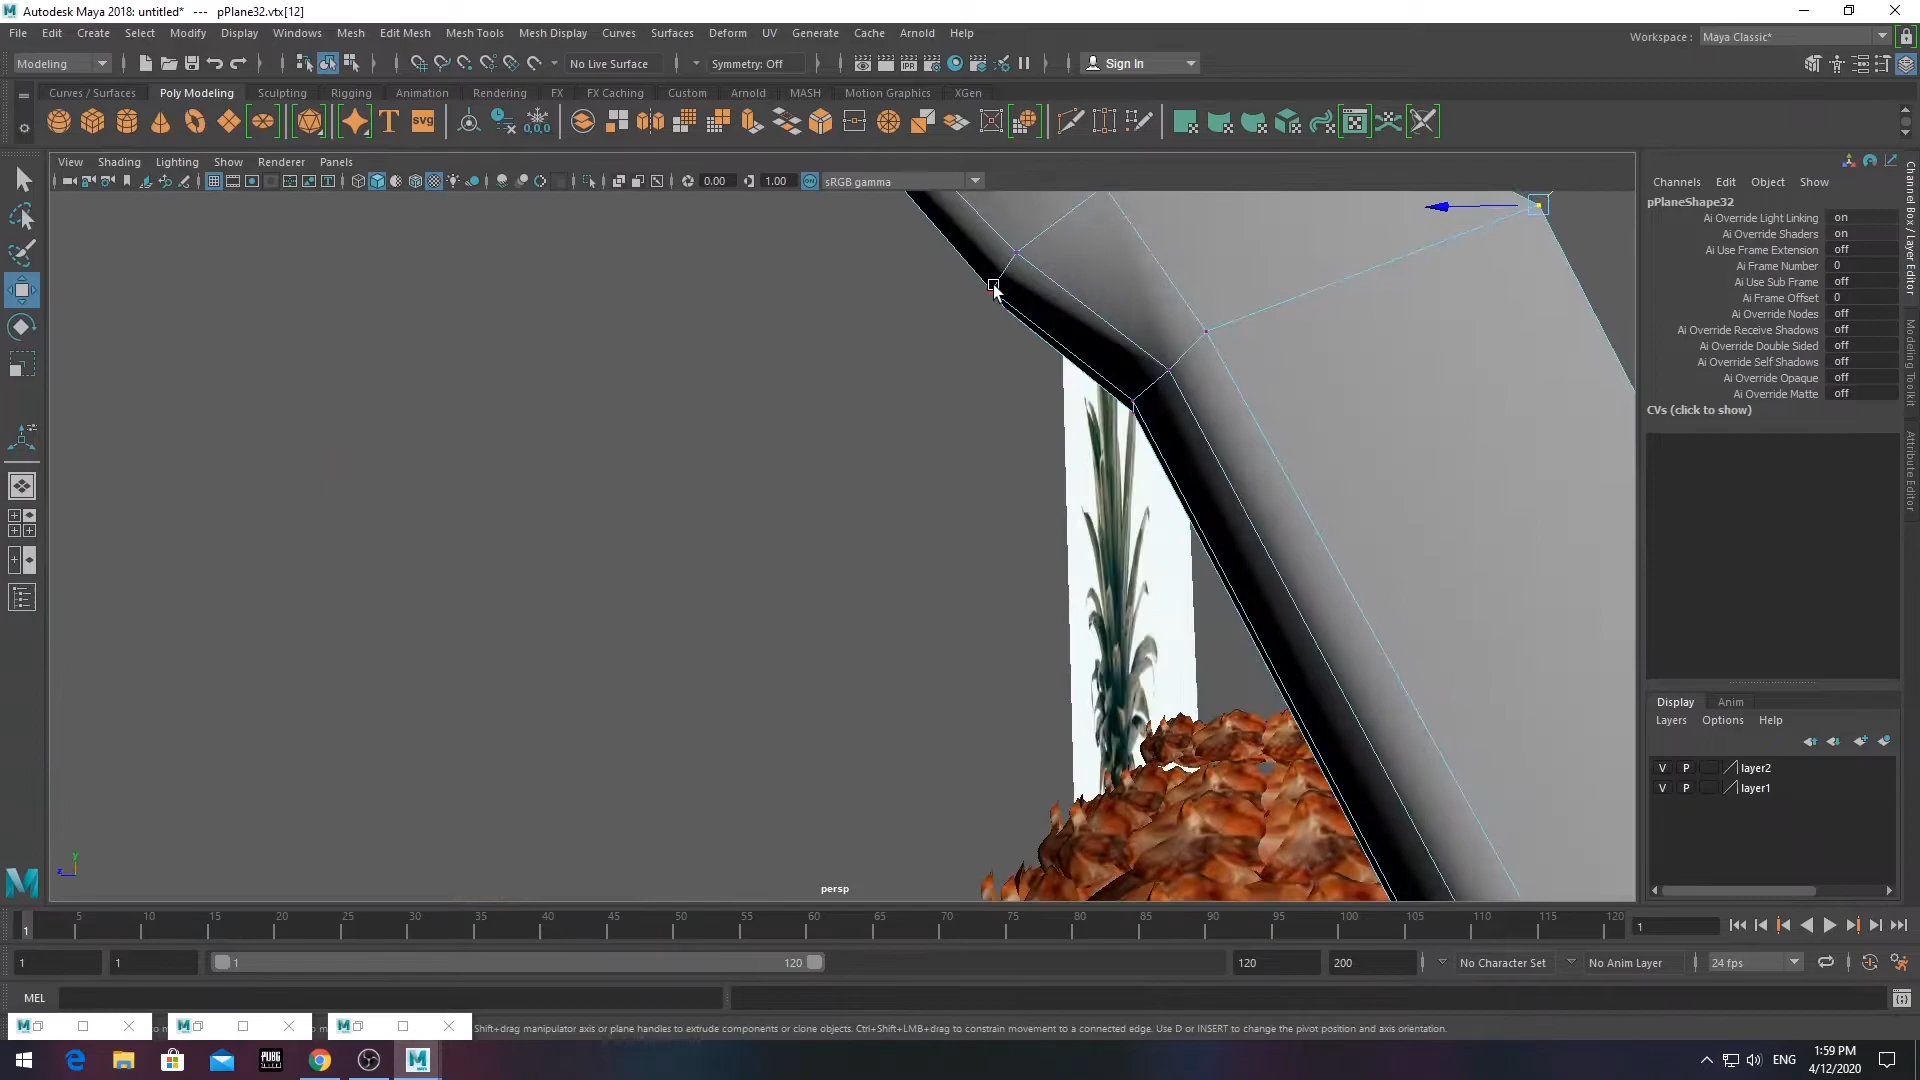 Autodesk Maya 2018: untitled*   ---   pPlane32.vtx[12]
File Edit Create Select Modify Display Windows Mesh Edit Mesh Mesh Tools Mesh Display Curves Surfaces Deform UV Generate Cache Arnold Help
Workspace : Maya Classic*
Modeling No Live Surface Symmetry: Off Sign In
Curves / Surfaces Poly Modeling Sculpting Rigging Animation Rendering FX FX Caching Custom Arnold MASH Motion Graphics XGen
View Shading Lighting Show Renderer Panels
0.00 1.00 sRGB gamma
Channels Edit Object Show
pPlaneShape32
Ai Override Light Linking on
Ai Override Shaders on
Ai Use Frame Extension off
Ai Frame Number 0
Ai Use Sub Frame off
Ai Frame Offset 0
Ai Override Nodes off
Ai Override Receive Shadows off
Ai Override Double Sided off
Ai Override Self Shadows off
Ai Override Opaque off
Ai Override Matte off
CVs (click to show)
Channel Box / Layer Editor
Modeling Toolkit
Attribute Editor
Display Anim
Layers Options Help
V P layer2
V P layer1
persp
5 10 15 20 25 30 35 40 45 50 55 60 65 70 75 80 85 90 95 100 105 110 115 120
1 1
1 1 1 120 120 200 No Character Set No Anim Layer 24 fps
MEL
Shift+drag manipulator axis or plane handles to extrude components or clone objects. Ctrl+Shift+LMB+drag to constrain movement to a connected edge. Use D or INSERT to change the pivot position and axis orientation.
ENG 1:59 PM
4/12/2020